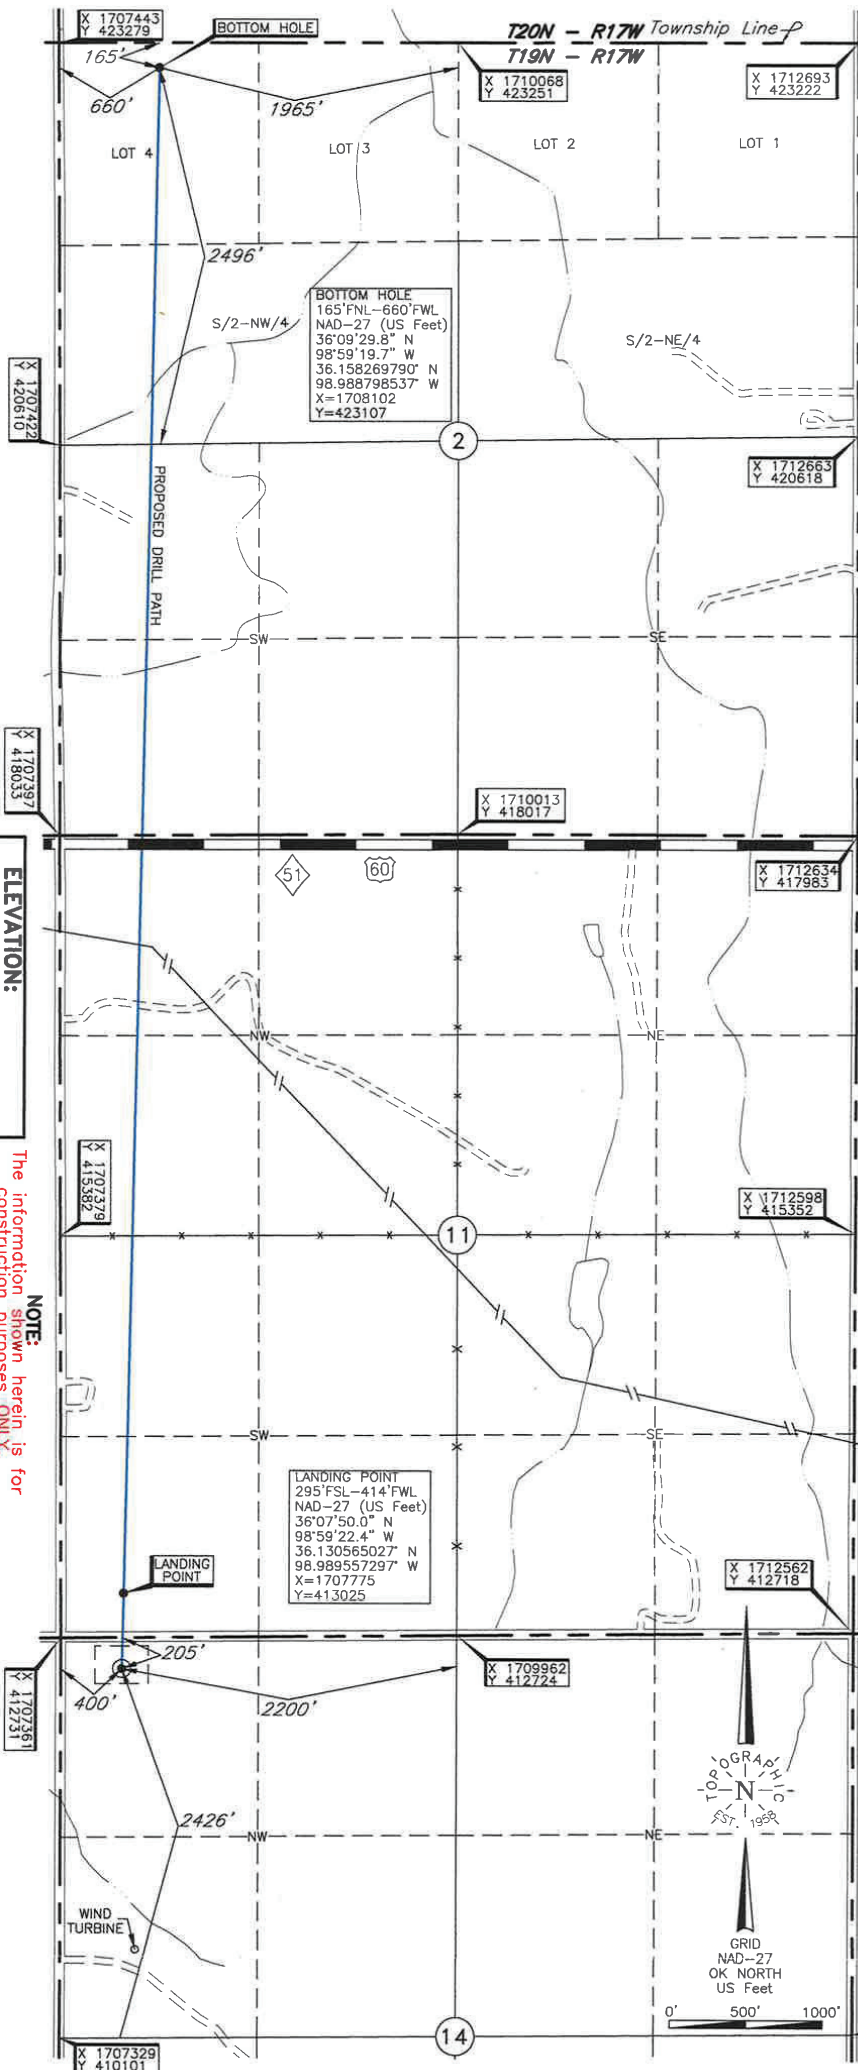 X 1707443
Y 423279
BOTTOM HOLE
T20N - R17W Township Line
T19N - R17W
165'
660'
1965'
X 1710068
Y 423251
X 1712693
Y 423222
LOT 4
LOT 3
LOT 2
LOT 1
2496'
BOTTOM HOLE
165'FNL-660'FWL
NAD-27 (US Feet)
36°09'29.8" N
98°59'19.7" W
36.158269790° N
98.988798537° W
X=1708102
Y=423107
S/2-NW/4
S/2-NE/4
X 1707422
Y 420610
2
X 1712663
Y 420618
PROPOSED DRILL PATH
SW
SE
X 1707397
Y 418033
X 1710013
Y 418017
51
60
X 1712634
Y 417983
ELEVATION:
NW
NE
X 1707379
Y 415382
X 1712598
Y 415352
11
NOTE:
The information shown herein is for
construction purposes ONLY
SW
SE
LANDING POINT
295'FSL-414'FWL
NAD-27 (US Feet)
36°07'50.0" N
98°59'22.4" W
36.130565027° N
98.989557297° W
X=1707775
Y=413025
LANDING
POINT
X 1712562
Y 412718
205'
400'
2200'
X 1707361
Y 412731
X 1709962
Y 412724
TOPOGRAPHIC
N
EST. 1958
2426'
NW
NE
WIND
TURBINE
GRID
NAD-27
OK NORTH
US Feet
0' 500' 1000'
14
X 1707329
Y 410101